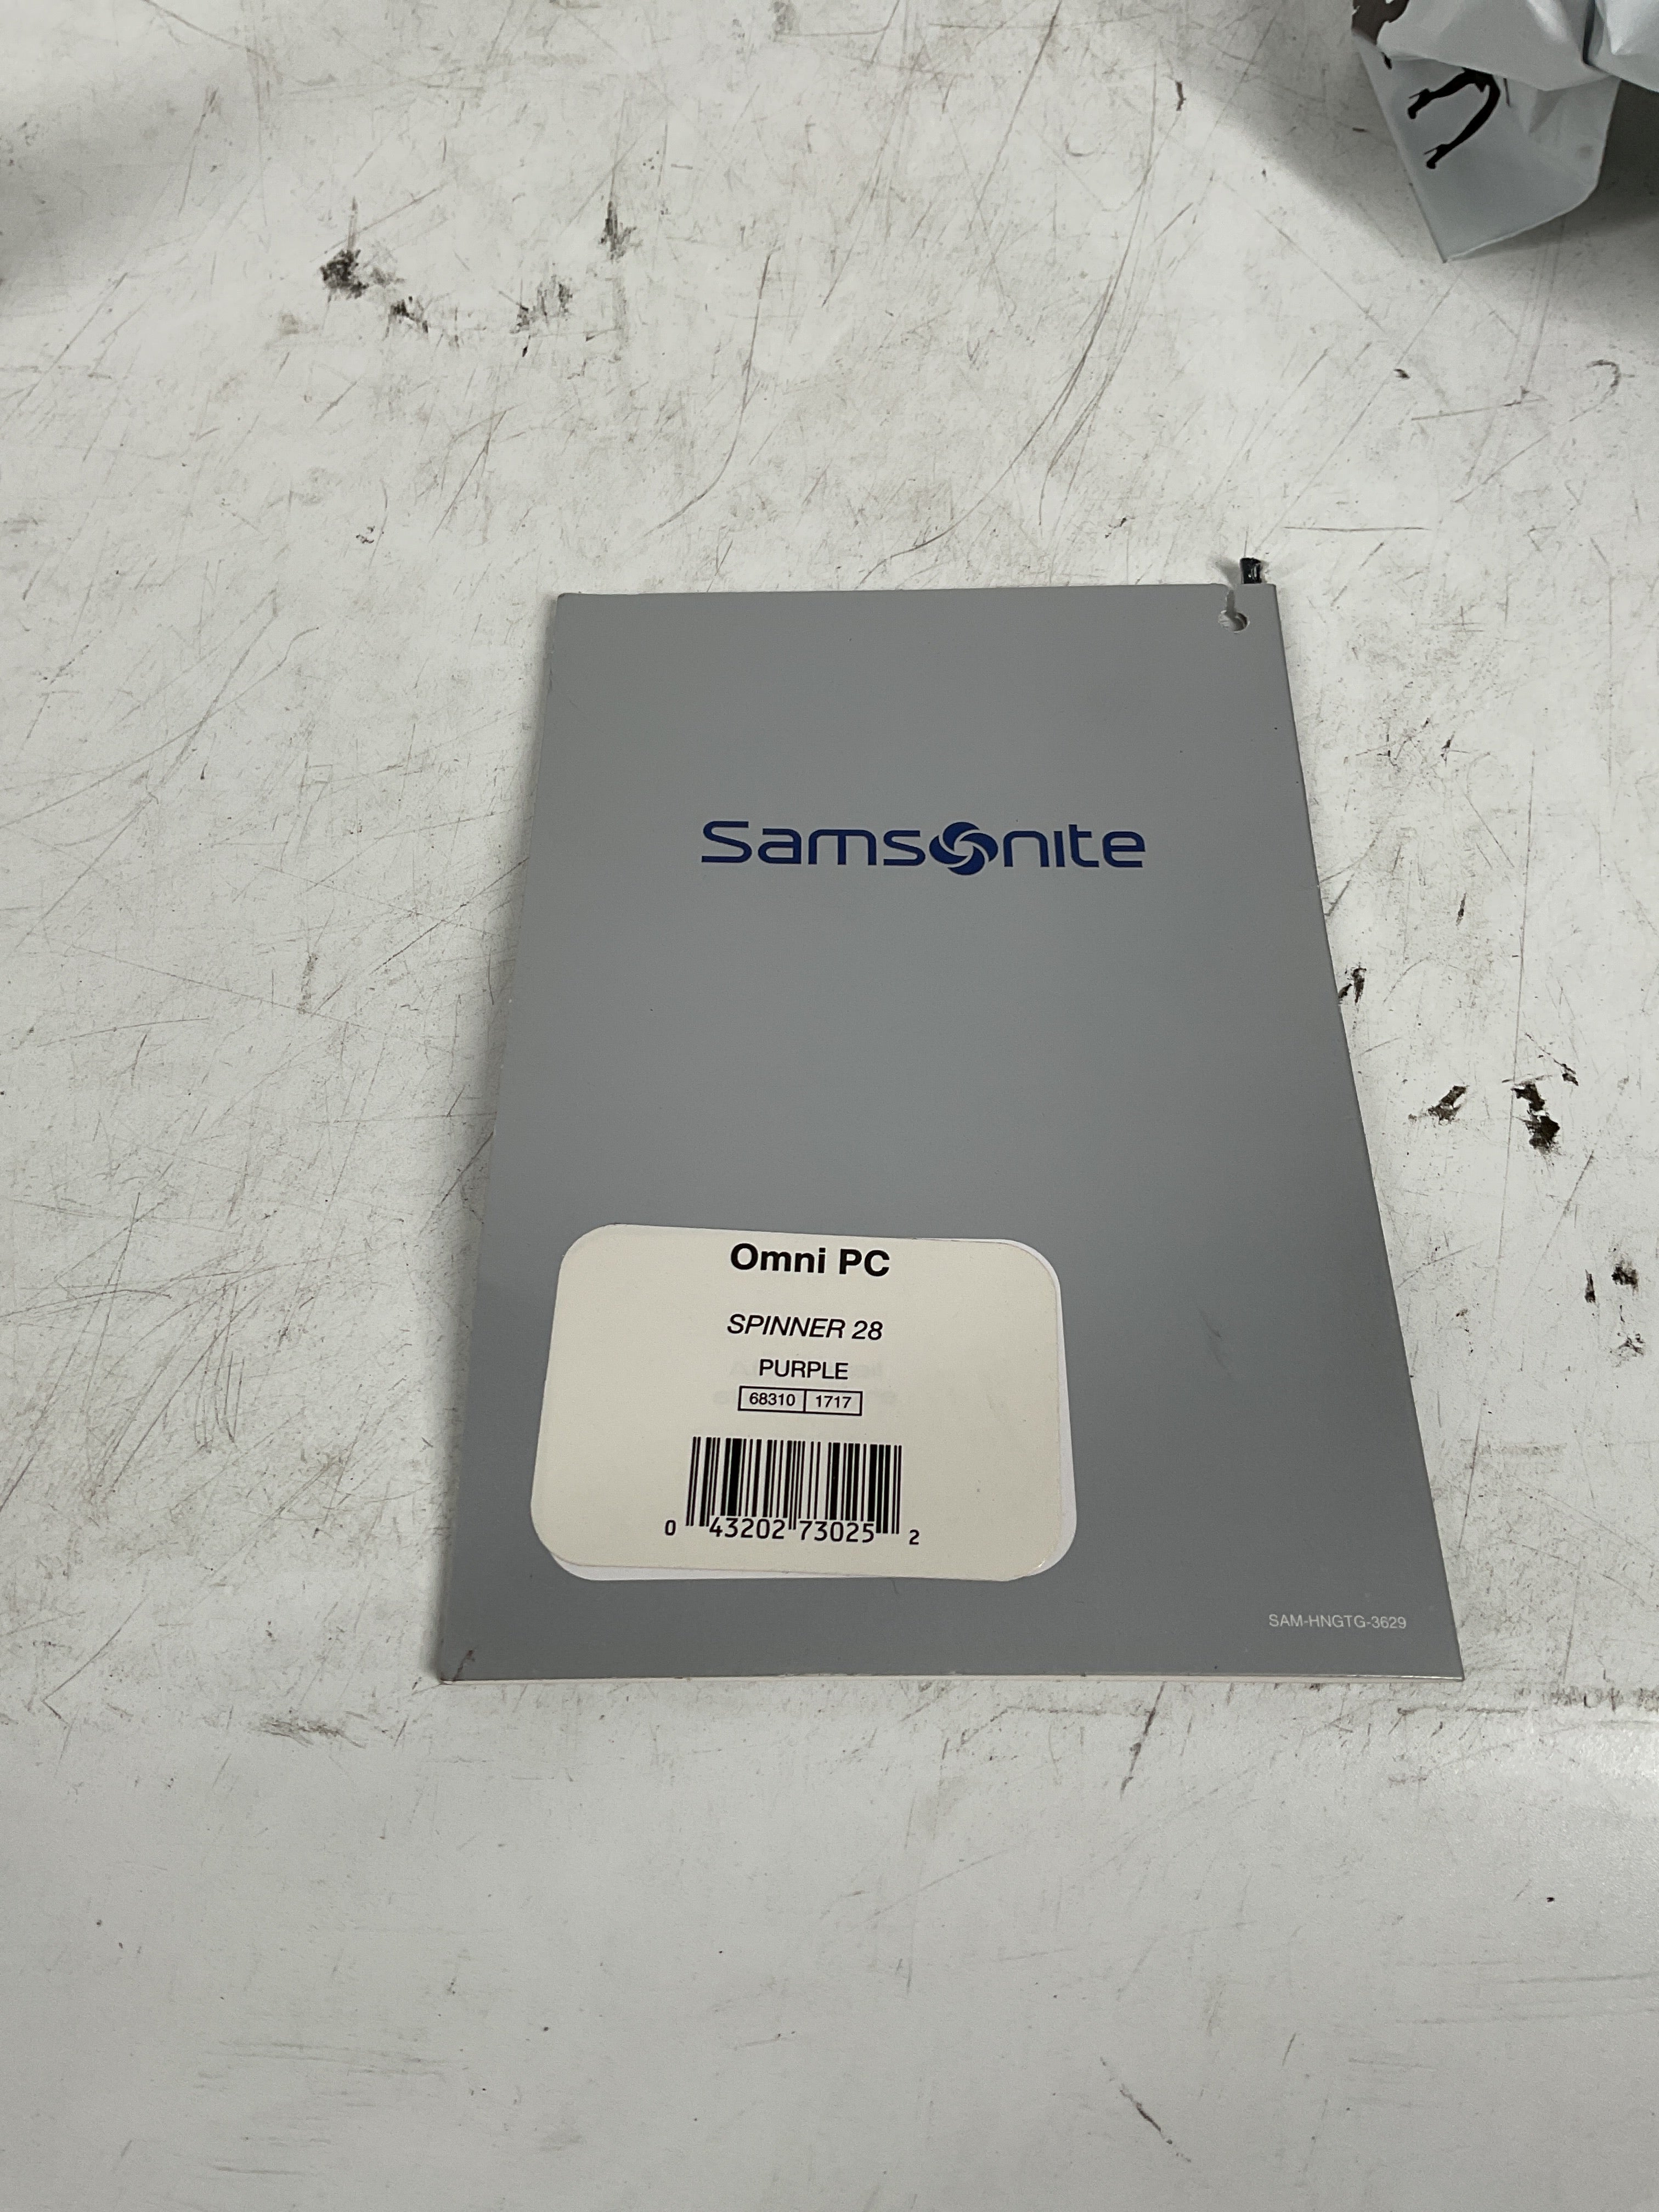 Samsonite
Omni PC
SPINNER 28
PURPLE
68310 1717
0 43202 73025 2
SAM-HNGTG-3629